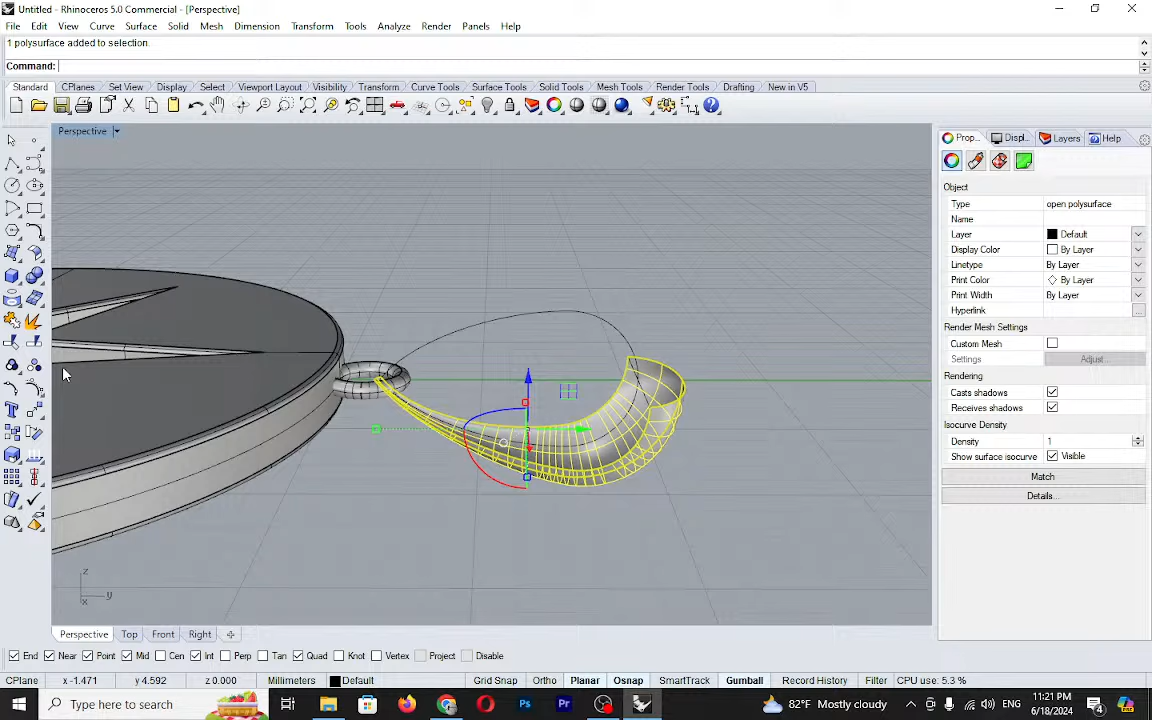 Untitled - Rhinoceros 5.0 Commercial - [Perspective]
File Edit View Curve Surface Solid Mesh Dimension Transform Tools Analyze Render Panels Help
1 polysurface added to selection.
Command:
Standard CPlanes Set View Display Select Viewport Layout Visibility Transform Curve Tools Surface Tools Solid Tools Mesh Tools Render Tools Drafting New in V5
Perspective
Prop... Displ... Layers Help
Object
Type open polysurface
Name
Layer Default
Display Color By Layer
Linetype By Layer
Print Color By Layer
Print Width By Layer
Hyperlink ...
Render Mesh Settings
Custom Mesh
Settings Adjust...
Rendering
Casts shadows
Receives shadows
Isocurve Density
Density 1
Show surface isocurve Visible
Match
Details...
z
x y
Perspective Top Front Right
End Near Point Mid Cen Int Perp Tan Quad Knot Vertex Project Disable
CPlane x -1.471 y 4.592 z 0.000 Millimeters Default Grid Snap Ortho Planar Osnap SmartTrack Gumball Record History Filter CPU use: 5.3 %
Type here to search Ps Pr 82°F Mostly cloudy ENG 11:21 PM 6/18/2024 4